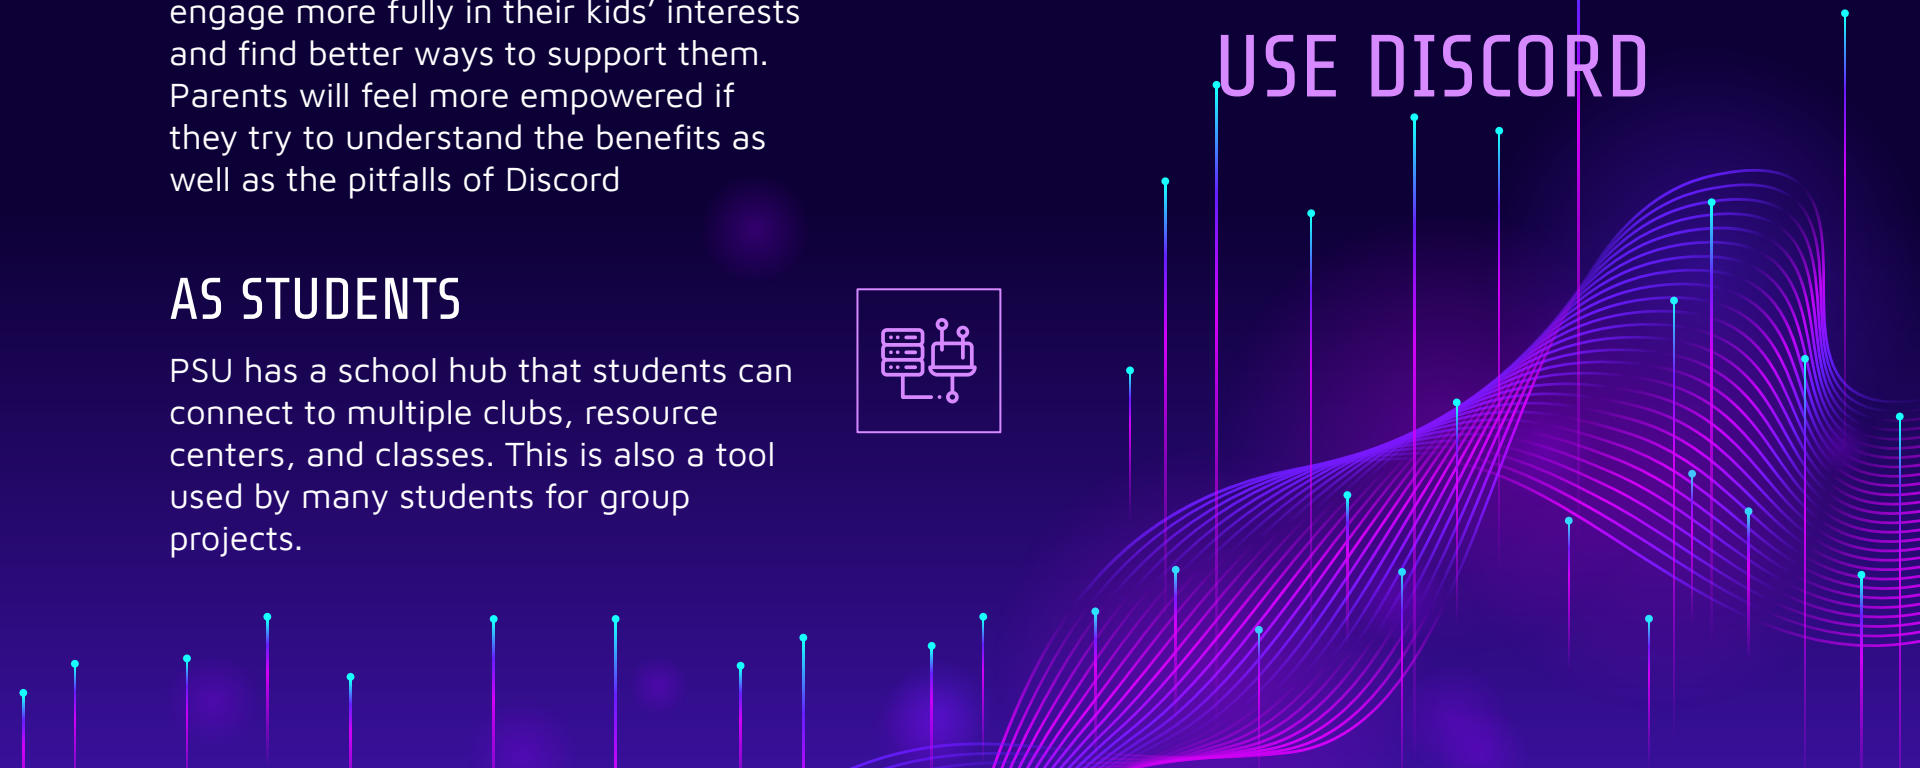 engage more fully in their kids’ interests
and find better ways to support them.
Parents will feel more empowered if
they try to understand the benefits as
well as the pitfalls of Discord
AS STUDENTS
PSU has a school hub that students can
connect to multiple clubs, resource
centers, and classes. This is also a tool
used by many students for group
projects.
USE DISCORD